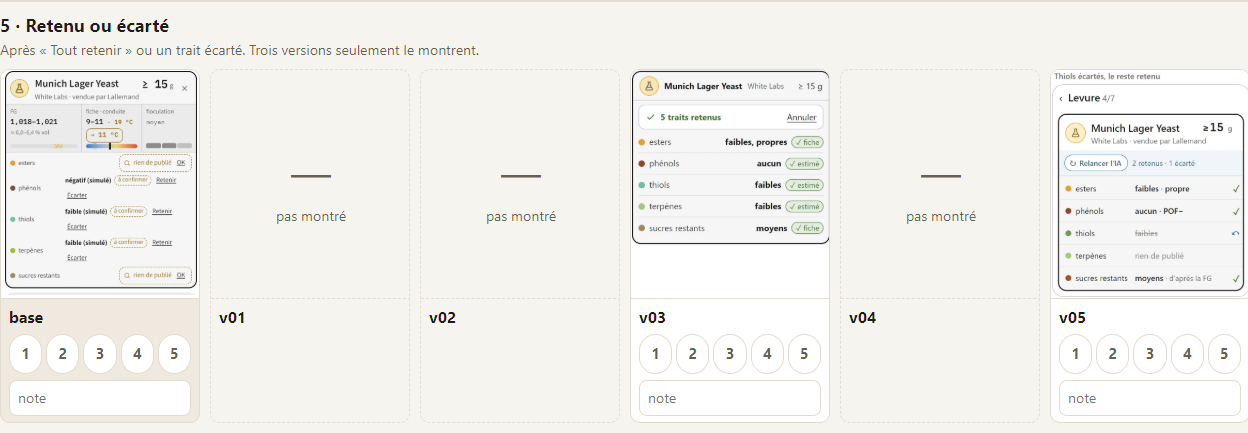 5 · Retenu ou écarté
Après « Tout retenir » ou un trait écarté. Trois versions seulement le montrent.
Munich Lager Yeast
≥ 15 g ×
White Labs · vendue par Lallemand
FG
1,018–1,021
≈ 6,0–6,4 % vol
fiche · conduite
9–11 · 19 °C
~ 11 °C
floculation
moyen
esters
rien de publié OK
phénols
négatif (simulé) à confirmer Retenir
Écarter
thiols
faible (simulé) à confirmer Retenir
Écarter
terpènes
faible (simulé) à confirmer Retenir
Écarter
sucres restants
rien de publié OK
base
1 2 3 4 5
note
pas montré
v01
pas montré
v02
Munich Lager Yeast White Labs ≥ 15 g
✓ 5 traits retenus Annuler
esters faibles, propres ✓ fiche
phénols aucun ✓ estimé
thiols faibles ✓ estimé
terpènes faibles ✓ estimé
sucres restants moyens ✓ fiche
v03
1 2 3 4 5
note
pas montré
v04
Thiols écartés, le reste retenu
‹ Levure 4/7
Munich Lager Yeast ≥ 15 g
White Labs · vendue par Lallemand
↻ Relancer l'IA 2 retenus · 1 écarté
esters faibles · propre ✓
phénols aucun · POF− ✓
thiols faibles
terpènes rien de publié
sucres restants moyens · d'après la FG ✓
v05
1 2 3 4 5
note